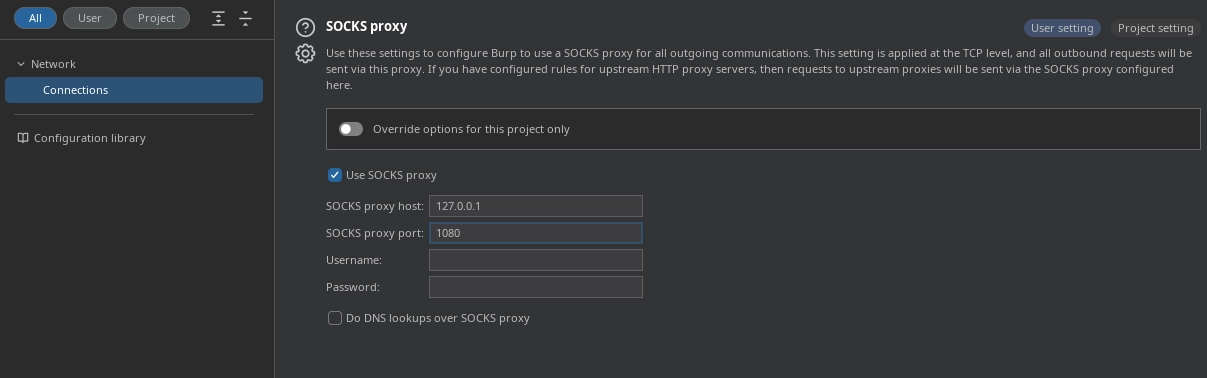 All User Project
Network
Connections
Configuration library
SOCKS proxy User setting Project setting
Use these settings to configure Burp to use a SOCKS proxy for all outgoing communications. This setting is applied at the TCP level, and all outbound requests will be
sent via this proxy. If you have configured rules for upstream HTTP proxy servers, then requests to upstream proxies will be sent via the SOCKS proxy configured
here.
Override options for this project only
Use SOCKS proxy
SOCKS proxy host: 127.0.0.1
SOCKS proxy port: 1080
Username:
Password:
Do DNS lookups over SOCKS proxy